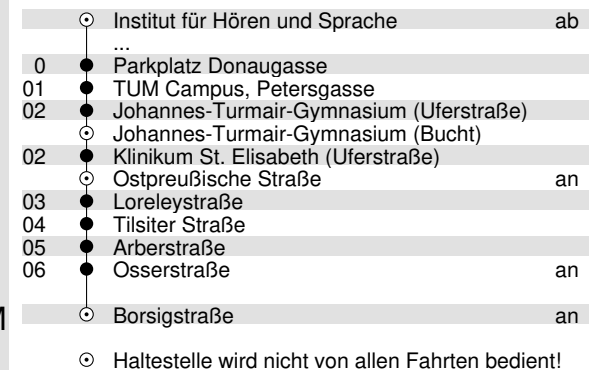 Institut für Hören und Sprache ab
...
0 Parkplatz Donaugasse
01 TUM Campus, Petersgasse
02 Johannes-Turmair-Gymnasium (Uferstraße)
Johannes-Turmair-Gymnasium (Bucht)
02 Klinikum St. Elisabeth (Uferstraße)
Ostpreußische Straße an
03 Loreleystraße
04 Tilsiter Straße
05 Arberstraße
06 Osserstraße an
Borsigstraße an
Haltestelle wird nicht von allen Fahrten bedient!